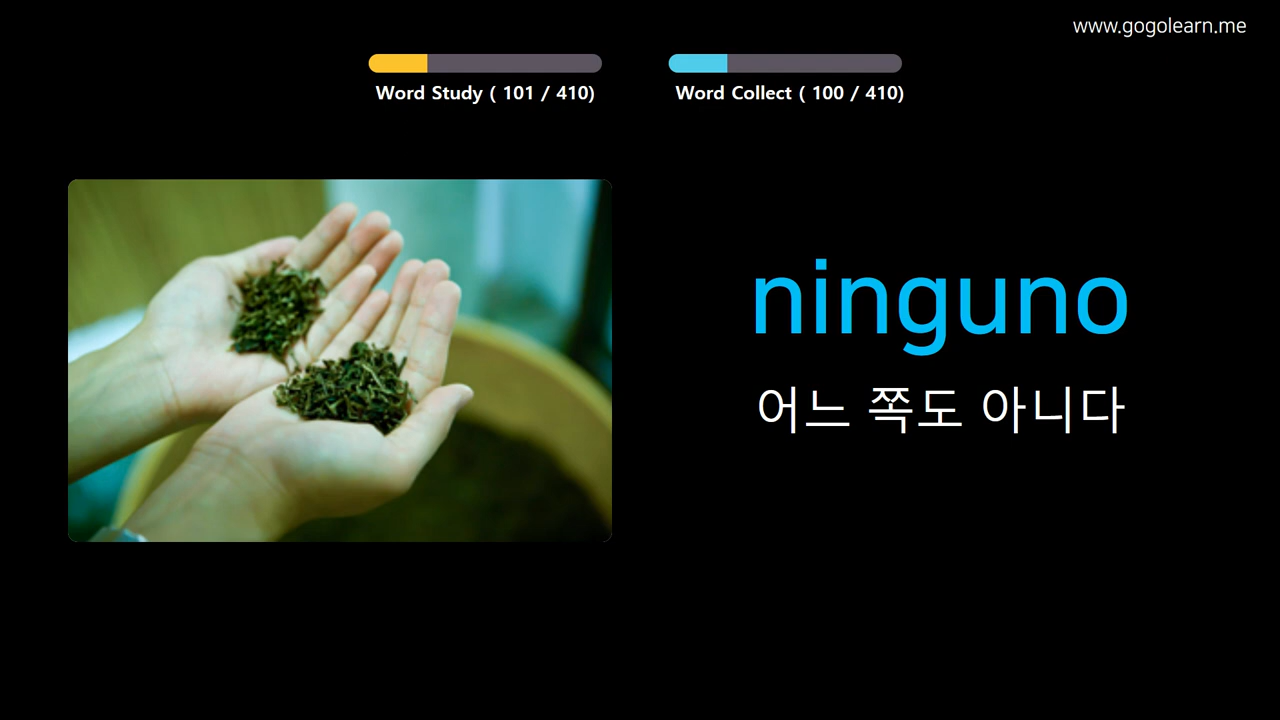 www.gogolearn.me
Word Study ( 101 / 410)
Word Collect ( 100 / 410)
ninguno
어느 쪽도 아니다